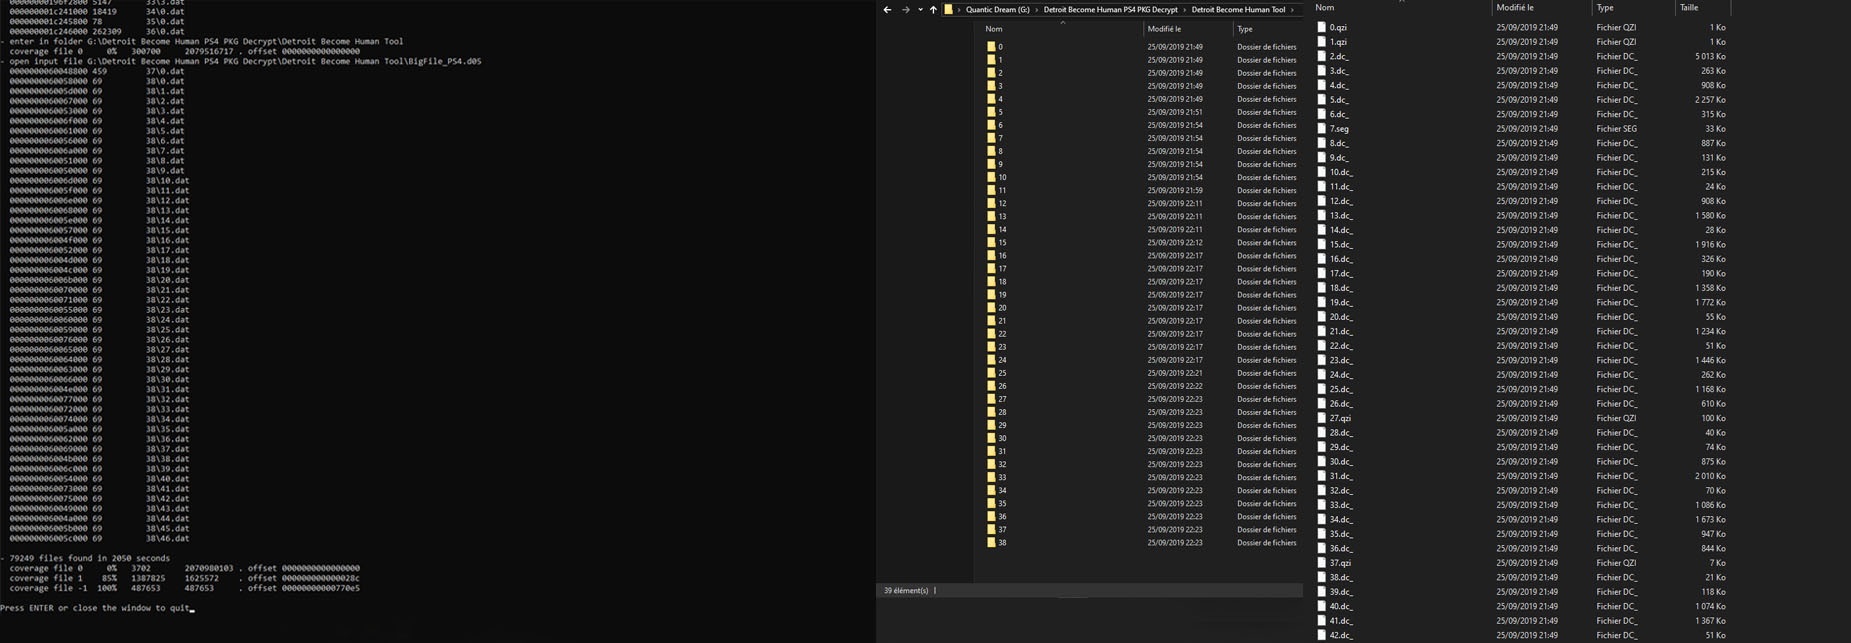 00000000196f2800 5147       33\3.dat
000000001c241000 18419      34\0.dat
000000001c245800 78         35\0.dat
000000001c246000 262309     36\0.dat
- enter in folder G:\Detroit Become Human PS4 PKG Decrypt\Detroit Become Human Tool
coverage file 0     0%   300700     2079516717 . offset 0000000000000000
- open input file G:\Detroit Become Human PS4 PKG Decrypt\Detroit Become Human Tool\BigFile_PS4.d05
0000000060048800 459        37\0.dat
0000000060058000 69         38\0.dat
000000006005d000 69         38\1.dat
0000000060067000 69         38\2.dat
0000000060053000 69         38\3.dat
000000006006f000 69         38\4.dat
0000000060061000 69         38\5.dat
0000000060056000 69         38\6.dat
000000006006a000 69         38\7.dat
0000000060051000 69         38\8.dat
0000000060050000 69         38\9.dat
000000006006d000 69         38\10.dat
000000006005f000 69         38\11.dat
000000006006e000 69         38\12.dat
0000000060068000 69         38\13.dat
000000006005e000 69         38\14.dat
0000000060057000 69         38\15.dat
000000006004f000 69         38\16.dat
0000000060052000 69         38\17.dat
000000006004d000 69         38\18.dat
000000006004c000 69         38\19.dat
000000006006b000 69         38\20.dat
0000000060070000 69         38\21.dat
0000000060071000 69         38\22.dat
0000000060055000 69         38\23.dat
0000000060060000 69         38\24.dat
0000000060059000 69         38\25.dat
0000000060076000 69         38\26.dat
0000000060065000 69         38\27.dat
0000000060064000 69         38\28.dat
0000000060063000 69         38\29.dat
0000000060066000 69         38\30.dat
000000006004e000 69         38\31.dat
0000000060077000 69         38\32.dat
0000000060072000 69         38\33.dat
0000000060074000 69         38\34.dat
000000006005a000 69         38\35.dat
0000000060062000 69         38\36.dat
0000000060069000 69         38\37.dat
000000006004b000 69         38\38.dat
000000006006c000 69         38\39.dat
0000000060054000 69         38\40.dat
0000000060073000 69         38\41.dat
0000000060075000 69         38\42.dat
0000000060049000 69         38\43.dat
000000006004a000 69         38\44.dat
000000006005b000 69         38\45.dat
000000006005c000 69         38\46.dat
- 79249 files found in 2050 seconds
coverage file 0     0%   3702       2070980103 . offset 0000000000000000
coverage file 1    85%   1387825    1625572    . offset 000000000000028c
coverage file -1  100%   487653     487653     . offset 00000000000770e5
Press ENTER or close the window to quit_
Quantic Dream (G:) > Detroit Become Human PS4 PKG Decrypt > Detroit Become Human Tool >
Nom Modifié le Type
0 25/09/2019 21:49 Dossier de fichiers
1 25/09/2019 21:49 Dossier de fichiers
2 25/09/2019 21:49 Dossier de fichiers
3 25/09/2019 21:49 Dossier de fichiers
4 25/09/2019 21:49 Dossier de fichiers
5 25/09/2019 21:51 Dossier de fichiers
6 25/09/2019 21:54 Dossier de fichiers
7 25/09/2019 21:54 Dossier de fichiers
8 25/09/2019 21:54 Dossier de fichiers
9 25/09/2019 21:54 Dossier de fichiers
10 25/09/2019 21:54 Dossier de fichiers
11 25/09/2019 21:59 Dossier de fichiers
12 25/09/2019 22:11 Dossier de fichiers
13 25/09/2019 22:11 Dossier de fichiers
14 25/09/2019 22:11 Dossier de fichiers
15 25/09/2019 22:12 Dossier de fichiers
16 25/09/2019 22:17 Dossier de fichiers
17 25/09/2019 22:17 Dossier de fichiers
18 25/09/2019 22:17 Dossier de fichiers
19 25/09/2019 22:17 Dossier de fichiers
20 25/09/2019 22:17 Dossier de fichiers
21 25/09/2019 22:17 Dossier de fichiers
22 25/09/2019 22:17 Dossier de fichiers
23 25/09/2019 22:17 Dossier de fichiers
24 25/09/2019 22:17 Dossier de fichiers
25 25/09/2019 22:21 Dossier de fichiers
26 25/09/2019 22:22 Dossier de fichiers
27 25/09/2019 22:23 Dossier de fichiers
28 25/09/2019 22:23 Dossier de fichiers
29 25/09/2019 22:23 Dossier de fichiers
30 25/09/2019 22:23 Dossier de fichiers
31 25/09/2019 22:23 Dossier de fichiers
32 25/09/2019 22:23 Dossier de fichiers
33 25/09/2019 22:23 Dossier de fichiers
34 25/09/2019 22:23 Dossier de fichiers
35 25/09/2019 22:23 Dossier de fichiers
36 25/09/2019 22:23 Dossier de fichiers
37 25/09/2019 22:23 Dossier de fichiers
38 25/09/2019 22:23 Dossier de fichiers
39 élément(s)
Nom Modifié le Type Taille
0.qzi 25/09/2019 21:49 Fichier QZI 1 Ko
1.qzi 25/09/2019 21:49 Fichier QZI 1 Ko
2.dc_ 25/09/2019 21:49 Fichier DC_ 5 013 Ko
3.dc_ 25/09/2019 21:49 Fichier DC_ 263 Ko
4.dc_ 25/09/2019 21:49 Fichier DC_ 908 Ko
5.dc_ 25/09/2019 21:49 Fichier DC_ 2 257 Ko
6.dc_ 25/09/2019 21:49 Fichier DC_ 315 Ko
7.seg 25/09/2019 21:49 Fichier SEG 33 Ko
8.dc_ 25/09/2019 21:49 Fichier DC_ 887 Ko
9.dc_ 25/09/2019 21:49 Fichier DC_ 131 Ko
10.dc_ 25/09/2019 21:49 Fichier DC_ 215 Ko
11.dc_ 25/09/2019 21:49 Fichier DC_ 24 Ko
12.dc_ 25/09/2019 21:49 Fichier DC_ 908 Ko
13.dc_ 25/09/2019 21:49 Fichier DC_ 1 580 Ko
14.dc_ 25/09/2019 21:49 Fichier DC_ 28 Ko
15.dc_ 25/09/2019 21:49 Fichier DC_ 1 916 Ko
16.dc_ 25/09/2019 21:49 Fichier DC_ 326 Ko
17.dc_ 25/09/2019 21:49 Fichier DC_ 190 Ko
18.dc_ 25/09/2019 21:49 Fichier DC_ 1 358 Ko
19.dc_ 25/09/2019 21:49 Fichier DC_ 1 772 Ko
20.dc_ 25/09/2019 21:49 Fichier DC_ 55 Ko
21.dc_ 25/09/2019 21:49 Fichier DC_ 1 234 Ko
22.dc_ 25/09/2019 21:49 Fichier DC_ 51 Ko
23.dc_ 25/09/2019 21:49 Fichier DC_ 1 446 Ko
24.dc_ 25/09/2019 21:49 Fichier DC_ 262 Ko
25.dc_ 25/09/2019 21:49 Fichier DC_ 1 168 Ko
26.dc_ 25/09/2019 21:49 Fichier DC_ 610 Ko
27.qzi 25/09/2019 21:49 Fichier QZI 100 Ko
28.dc_ 25/09/2019 21:49 Fichier DC_ 40 Ko
29.dc_ 25/09/2019 21:49 Fichier DC_ 74 Ko
30.dc_ 25/09/2019 21:49 Fichier DC_ 875 Ko
31.dc_ 25/09/2019 21:49 Fichier DC_ 2 010 Ko
32.dc_ 25/09/2019 21:49 Fichier DC_ 70 Ko
33.dc_ 25/09/2019 21:49 Fichier DC_ 1 086 Ko
34.dc_ 25/09/2019 21:49 Fichier DC_ 1 673 Ko
35.dc_ 25/09/2019 21:49 Fichier DC_ 947 Ko
36.dc_ 25/09/2019 21:49 Fichier DC_ 844 Ko
37.qzi 25/09/2019 21:49 Fichier QZI 7 Ko
38.dc_ 25/09/2019 21:49 Fichier DC_ 21 Ko
39.dc_ 25/09/2019 21:49 Fichier DC_ 118 Ko
40.dc_ 25/09/2019 21:49 Fichier DC_ 1 074 Ko
41.dc_ 25/09/2019 21:49 Fichier DC_ 1 367 Ko
42.dc_ 25/09/2019 21:49 Fichier DC_ 51 Ko